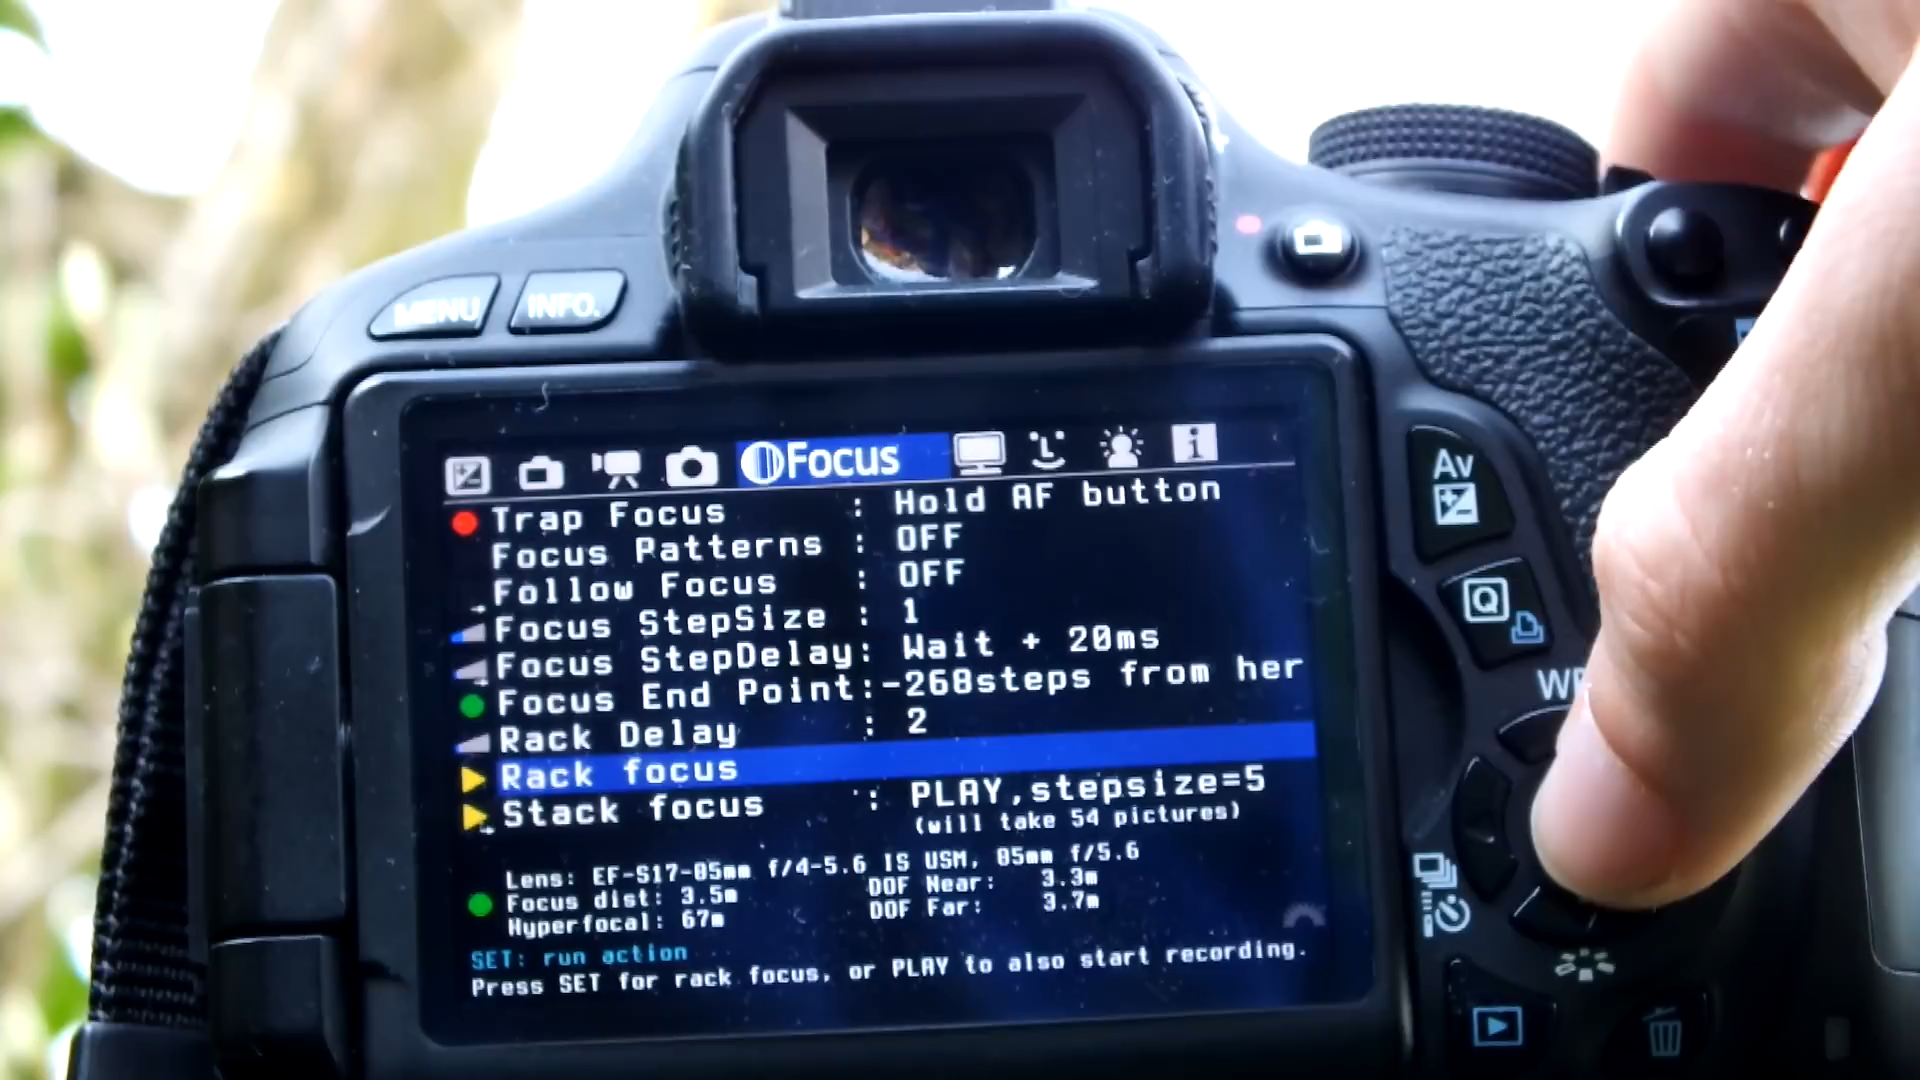 MENU INFO.
Focus
Trap Focus : Hold AF button
Focus Patterns : OFF
Follow Focus : OFF
Focus StepSize : 1
Focus StepDelay: Wait + 20ms
Focus End Point:-268steps from her
Rack Delay : 2
Rack focus
Stack focus : PLAY,stepsize=5
(will take 54 pictures)
Lens: EF-S17-85mm f/4-5.6 IS USM, 85mm f/5.6
Focus dist: 3.5m DOF Near: 3.3m
Hyperfocal: 67m DOF Far: 3.7m
SET: run action
Press SET for rack focus, or PLAY to also start recording.
Av
Q